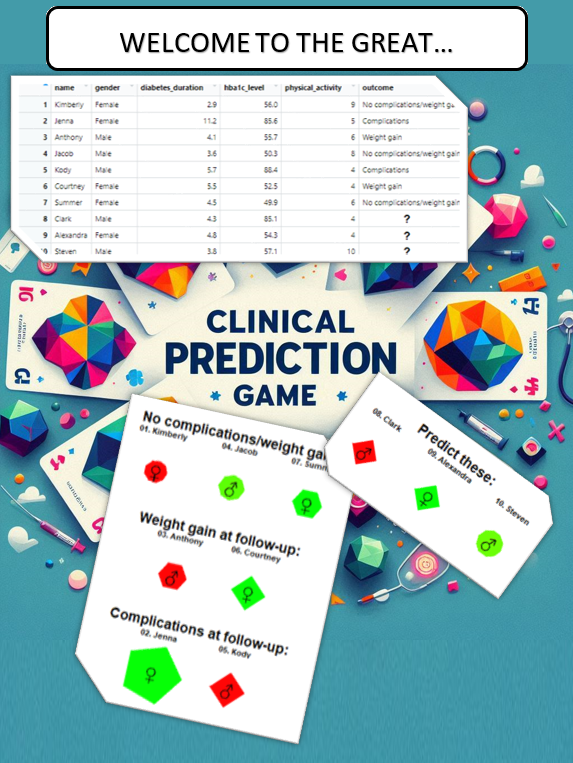 WELCOME TO THE GREAT...
name gender diabetes_duration hba1c_level physical_activity outcome
1 Kimberly Female 2.9 56.0 9 No complications/weight ga
2 Jenna Female 11.2 85.6 5 Complications
3 Anthony Male 4.1 55.7 6 Weight gain
4 Jacob Male 3.6 50.3 8 No complications/weight gain
5 Kody Male 5.7 88.4 4 Complications
6 Courtney Female 5.5 52.5 4 Weight gain
7 Summer Female 4.5 49.9 6 No complications/weight gain
8 Clark Male 4.3 85.1 4 ?
9 Alexandra Female 4.8 54.3 4 ?
10 Steven Male 3.8 57.1 10 ?
CLINICAL
PREDICTION
GAME
No complications/weight gai
01. Kimberly 04. Jacob 07. Summ
Weight gain at follow-up:
03. Anthony 06. Courtney
Complications at follow-up:
02. Jenna 05. Kody
Predict these:
08. Clark 09. Alexandra 10. Steven